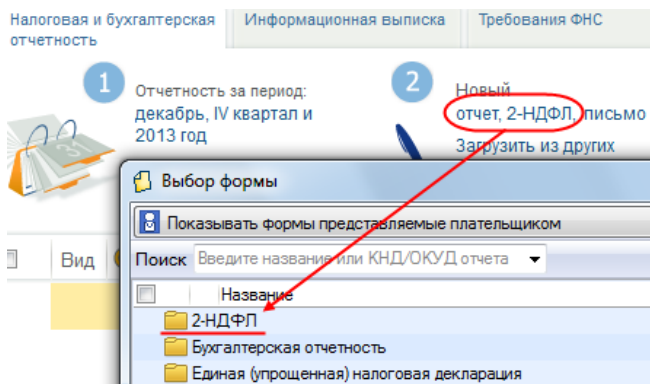 Налоговая и бухгалтерская
отчетность
Информационная выписка
Требования ФНС
1
Отчетность за период:
декабрь, IV квартал и
2013 год
2
Новый
отчет, 2-НДФЛ, письмо
Загрузить из других
31
Выбор формы
Показывать формы представляемые плательщиком
Вид
Поиск Введите название или КНД/ОКУД отчета
Название
2-НДФЛ
Бухгалтерская отчетность
Единая (упрощенная) налоговая декларация